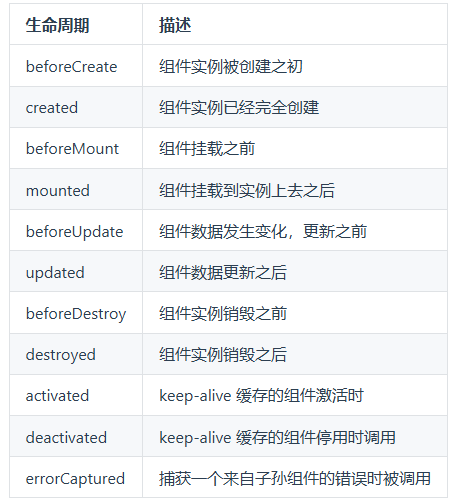 生命周期 描述
beforeCreate 组件实例被创建之初
created 组件实例已经完全创建
beforeMount 组件挂载之前
mounted 组件挂载到实例上去之后
beforeUpdate 组件数据发生变化，更新之前
updated 组件数据更新之后
beforeDestroy 组件实例销毁之前
destroyed 组件实例销毁之后
activated keep-alive 缓存的组件激活时
deactivated keep-alive 缓存的组件停用时调用
errorCaptured 捕获一个来自子孙组件的错误时被调用